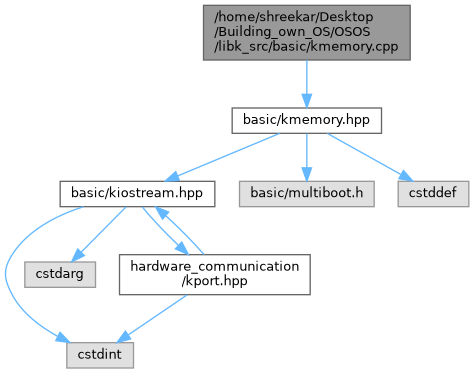 /home/shreekar/Desktop
/Building_own_OS/OSOS
/libk_src/basic/kmemory.cpp
basic/kmemory.hpp
basic/kiostream.hpp
basic/multiboot.h
cstddef
cstdarg
hardware_communication
/kport.hpp
cstdint